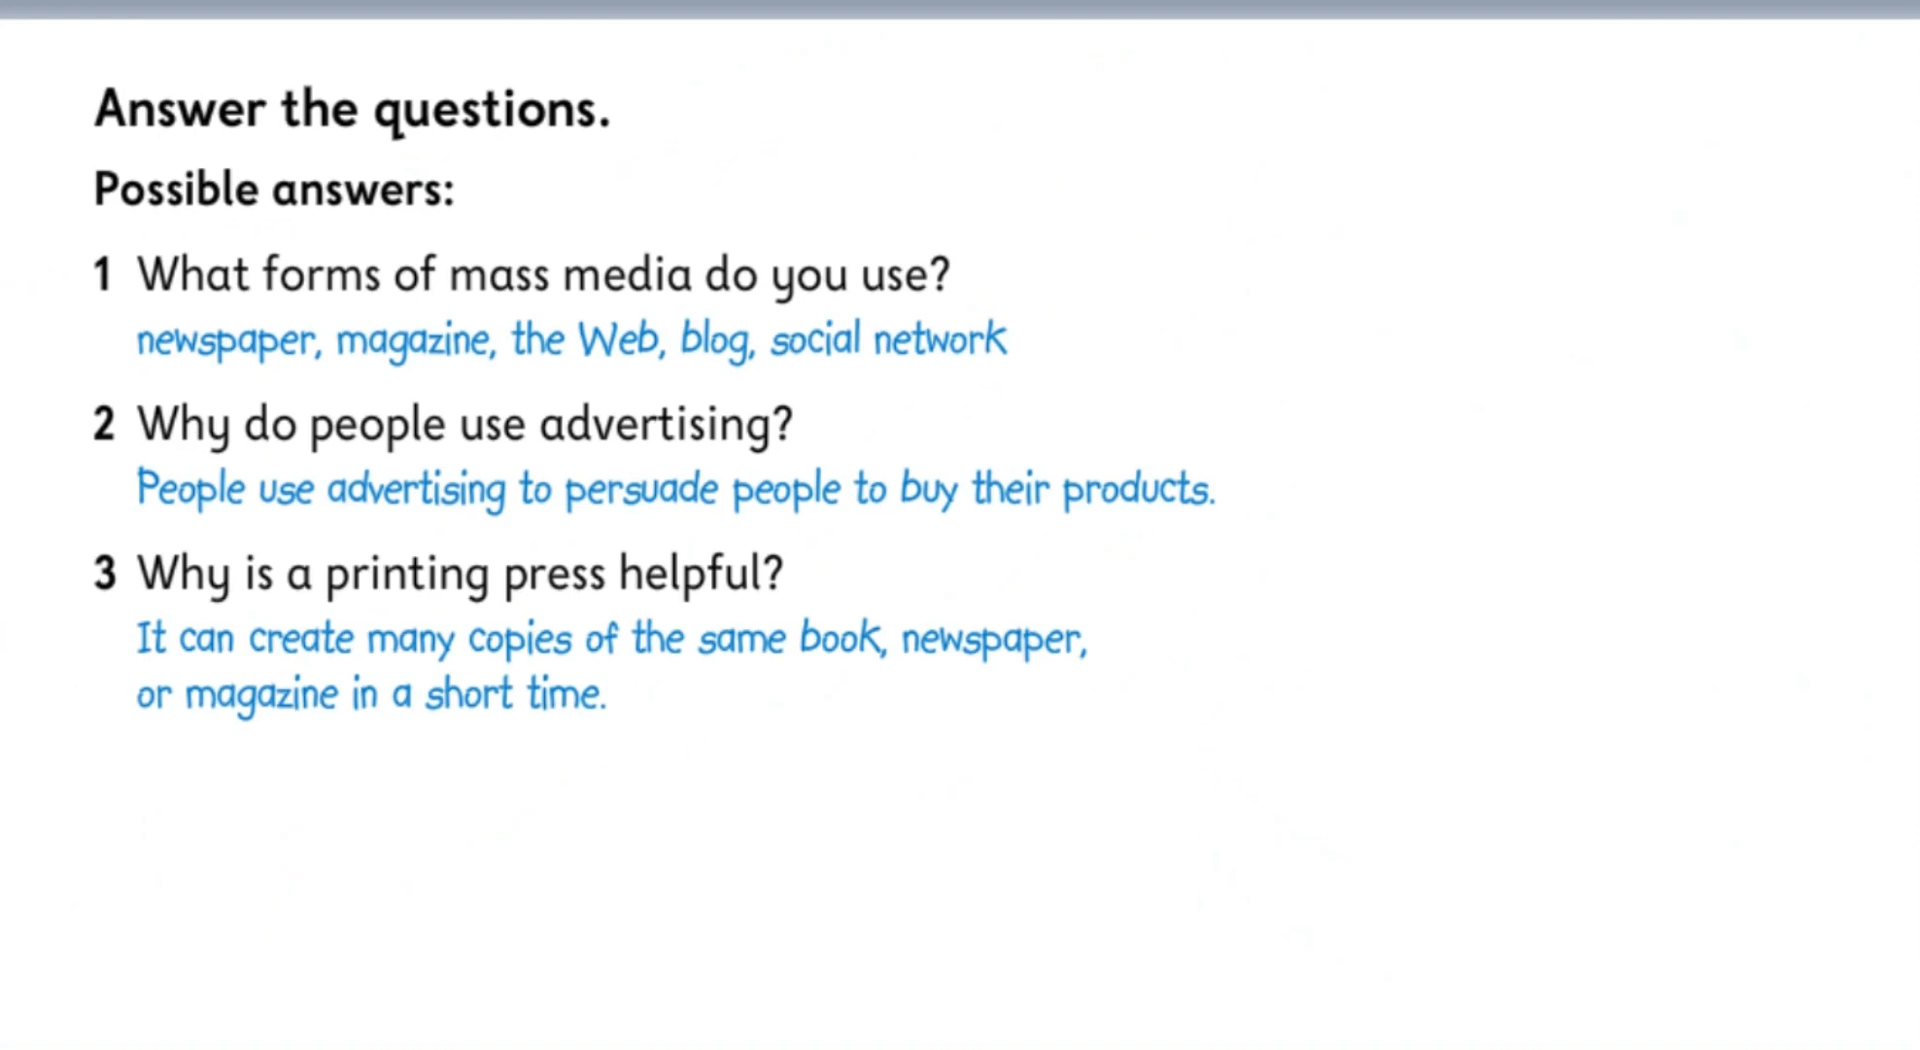 Answer the questions.
Possible answers:
1 What forms of mass media do you use?
newspaper, magazine, the Web, blog, social network
2 Why do people use advertising?
People use advertising to persuade people to buy their products.
3 Why is a printing press helpful?
It can create many copies of the same book, newspaper,
or magazine in a short time.